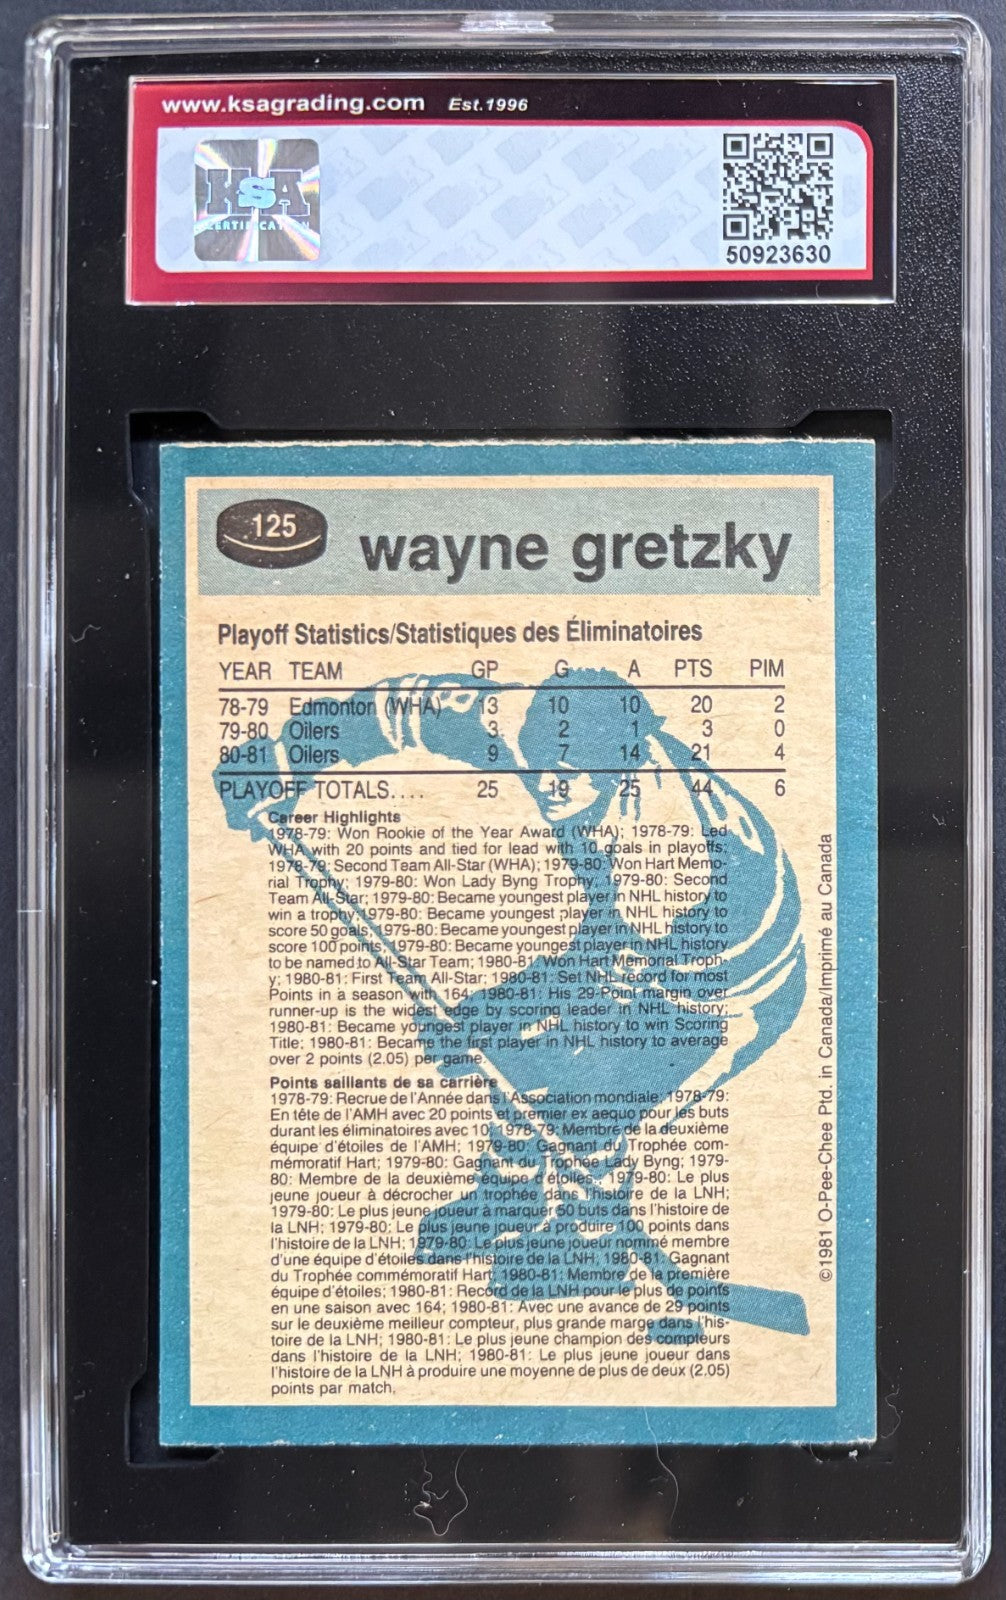 www.ksagrading.com Est.1996
KSA
CERTIFICATION
50923630
125
wayne gretzky
Playoff Statistics/Statistiques des Éliminatoires
YEAR TEAM GP G A PTS PIM
78-79 Edmonton (WHA) 13 10 10 20 2
79-80 Oilers 3 2 1 3 0
80-81 Oilers 9 7 14 21 4
PLAYOFF TOTALS.... 25 19 25 44 6
Career Highlights
1978-79: Won Rookie of the Year Award (WHA); 1978-79: Led
WHA with 20 points and tied for lead with 10 goals in playoffs;
1978-79: Second Team All-Star (WHA); 1979-80: Won Hart Memo-
rial Trophy; 1979-80: Won Lady Byng Trophy; 1979-80: Second
Team All-Star; 1979-80: Became youngest player in NHL history to
win a trophy; 1979-80: Became youngest player in NHL history to
score 50 goals; 1979-80: Became youngest player in NHL history to
score 100 points; 1979-80: Became youngest player in NHL history
to be named to All-Star Team; 1980-81: Won Hart Memorial Troph-
y; 1980-81: First Team All-Star; 1980-81: Set NHL record for most
Points in a season with 164; 1980-81: His 29-Point margin over
runner-up is the widest edge by scoring leader in NHL history;
1980-81: Became youngest player in NHL history to win Scoring
Title; 1980-81: Became the first player in NHL history to average
over 2 points (2.05) per game.
Points saillants de sa carrière
1978-79: Recrue de l'Année dans l'Association mondiale; 1978-79:
En tête de l'AMH avec 20 points et premier ex aequo pour les buts
durant les éliminatoires avec 10; 1978-79: Membre de la deuxième
équipe d'étoiles de l'AMH; 1979-80: Gagnant du Trophée com-
mémoratif Hart; 1979-80: Gagnant du Trophée Lady Byng; 1979-
80: Membre de la deuxième équipe d'étoiles.; 1979-80: Le plus
jeune joueur à décrocher un trophée dans l'histoire de la LNH;
1979-80: Le plus jeune joueur à marquer 50 buts dans l'histoire de
la LNH; 1979-80: Le plus jeune joueur à produire 100 points dans
l'histoire de la LNH; 1979-80: Le plus jeune joueur nommé membre
d'une équipe d'étoiles dans l'histoire de la LNH; 1980-81: Gagnant
du Trophée commémoratif Hart; 1980-81: Membre de la première
équipe d'étoiles; 1980-81: Record de la LNH pour le plus de points
en une saison avec 164; 1980-81: Avec une avance de 29 points
sur le deuxième meilleur compteur, plus grande marge dans l'his-
toire de la LNH; 1980-81: Le plus jeune champion des compteurs
dans l'histoire de la LNH; 1980-81: Le plus jeune joueur dans
l'histoire de la LNH à produire une moyenne de plus de deux (2.05)
points par match.
©1981 O-Pee-Chee Ptd. in Canada/Imprimé au Canada